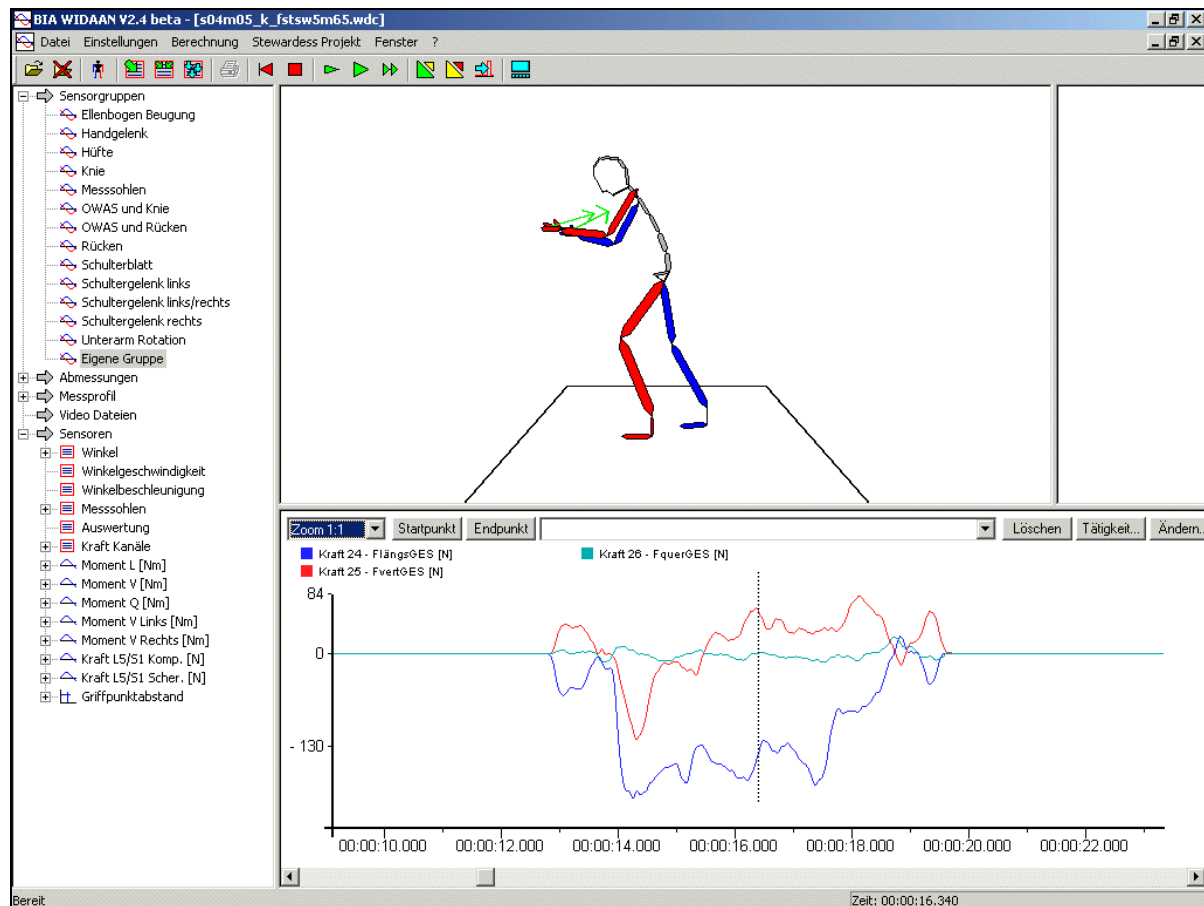 BIA WIDAAN V2.4 beta - [s04m05_k_fstsw5m65.wdc]
Datei Einstellungen Berechnung Stewardess Projekt Fenster ?
Sensorgruppen
Ellenbogen Beugung
Handgelenk
Hüfte
Knie
Messsohlen
OWAS und Knie
OWAS und Rücken
Rücken
Schulterblatt
Schultergelenk links
Schultergelenk links/rechts
Schultergelenk rechts
Unterarm Rotation
Eigene Gruppe
Abmessungen
Messprofil
Video Dateien
Sensoren
Winkel
Winkelgeschwindigkeit
Winkelbeschleunigung
Messsohlen
Auswertung
Kraft Kanäle
Moment L [Nm]
Moment V [Nm]
Moment Q [Nm]
Moment V Links [Nm]
Moment V Rechts [Nm]
Kraft L5/S1 Komp. [N]
Kraft L5/S1 Scher. [N]
Griffpunktabstand
Zoom 1:1 Startpunkt Endpunkt Löschen Tätigkeit... Ändern...
Kraft 24 - FlängsGES [N] Kraft 26 - FquerGES [N]
Kraft 25 - FvertGES [N]
84
0
- 130
00:00:10.000 00:00:12.000 00:00:14.000 00:00:16.000 00:00:18.000 00:00:20.000 00:00:22.000
Bereit Zeit: 00:00:16.340